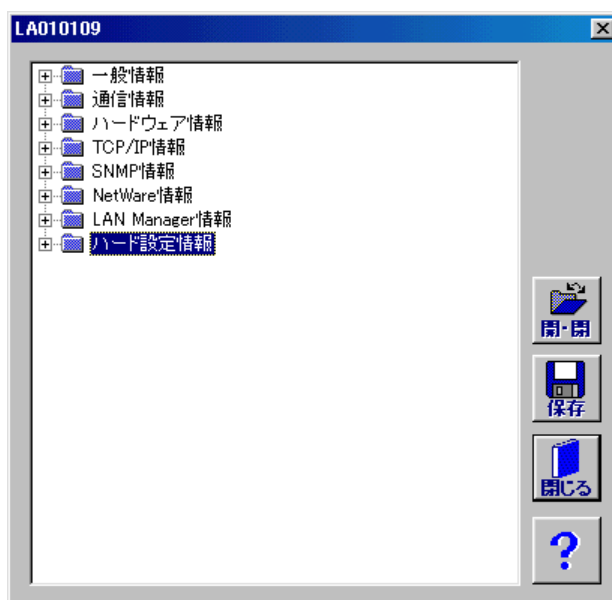 LA010109
一般情報
通信情報
ハードウェア情報
TCP/IP情報
SNMP情報
NetWare情報
LAN Manager情報
ハード設定情報
開・閉
保存
閉じる
?